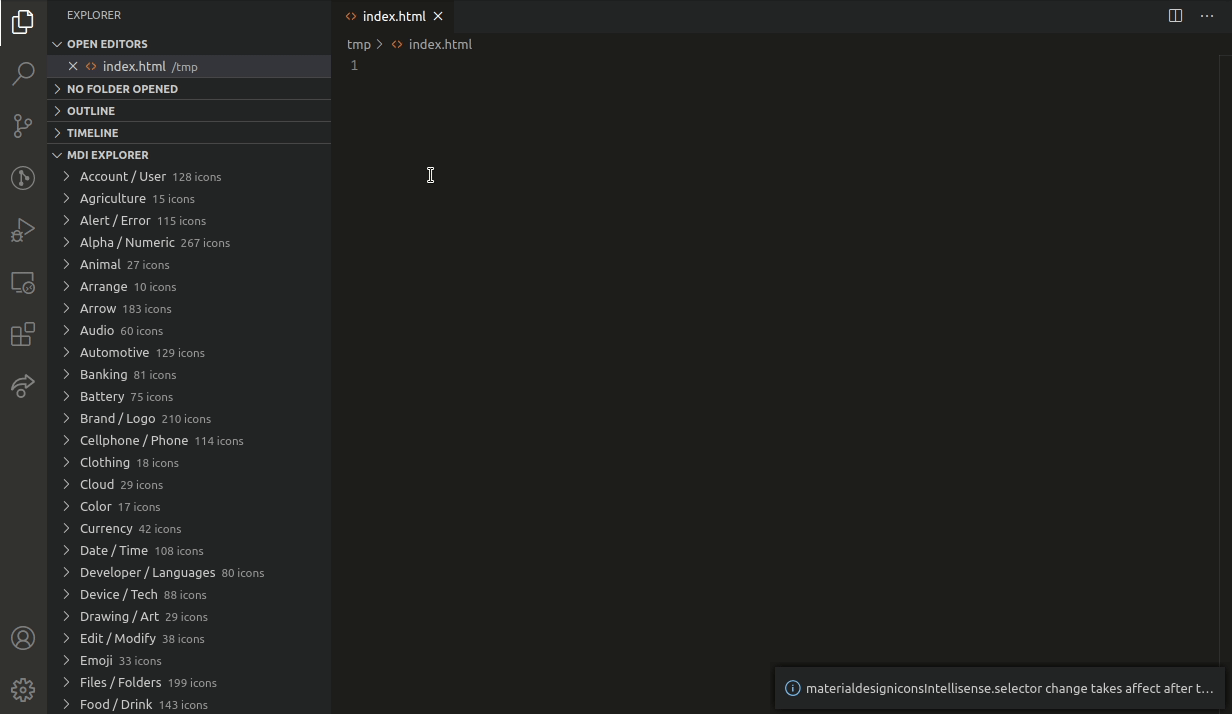 EXPLORER
OPEN EDITORS
index.html /tmp
NO FOLDER OPENED
OUTLINE
TIMELINE
MDI EXPLORER
Account / User 128 icons
Agriculture 15 icons
Alert / Error 115 icons
Alpha / Numeric 267 icons
Animal 27 icons
Arrange 10 icons
Arrow 183 icons
Audio 60 icons
Automotive 129 icons
Banking 81 icons
Battery 75 icons
Brand / Logo 210 icons
Cellphone / Phone 114 icons
Clothing 18 icons
Cloud 29 icons
Color 17 icons
Currency 42 icons
Date / Time 108 icons
Developer / Languages 80 icons
Device / Tech 88 icons
Drawing / Art 29 icons
Edit / Modify 38 icons
Emoji 33 icons
Files / Folders 199 icons
Food / Drink 143 icons
index.html
tmp > index.html
1
materialdesigniconsIntellisense.selector change takes affect after t...